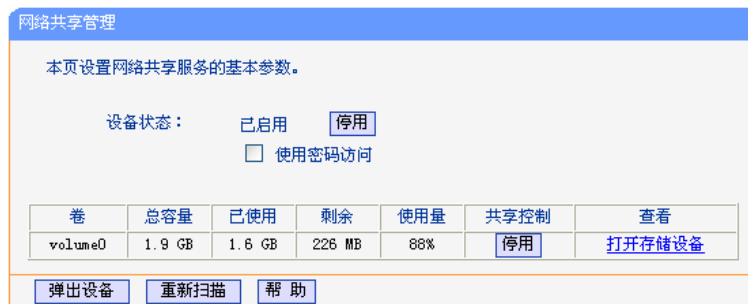 网络共享管理
本页设置网络共享服务的基本参数。
设备状态： 已启用 停用
使用密码访问
卷 总容量 已使用 剩余 使用量 共享控制 查看
volume0 1.9 GB 1.6 GB 226 MB 88% 停用 打开存储设备
弹出设备 重新扫描 帮 助